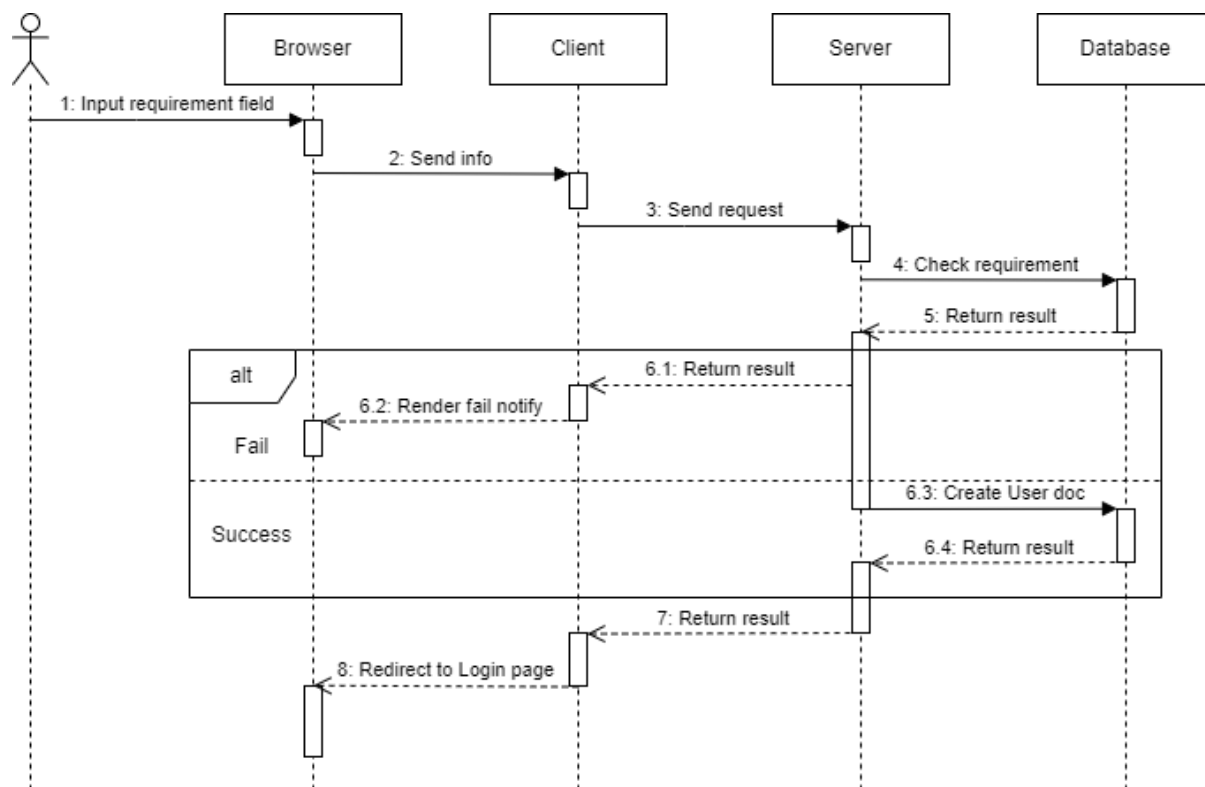 Browser
Client
Server
Database
1: Input requirement field
2: Send info
3: Send request
4: Check requirement
5: Return result
alt
6.1: Return result
6.2: Render fail notify
Fail
6.3: Create User doc
Success
6.4: Return result
7: Return result
8: Redirect to Login page